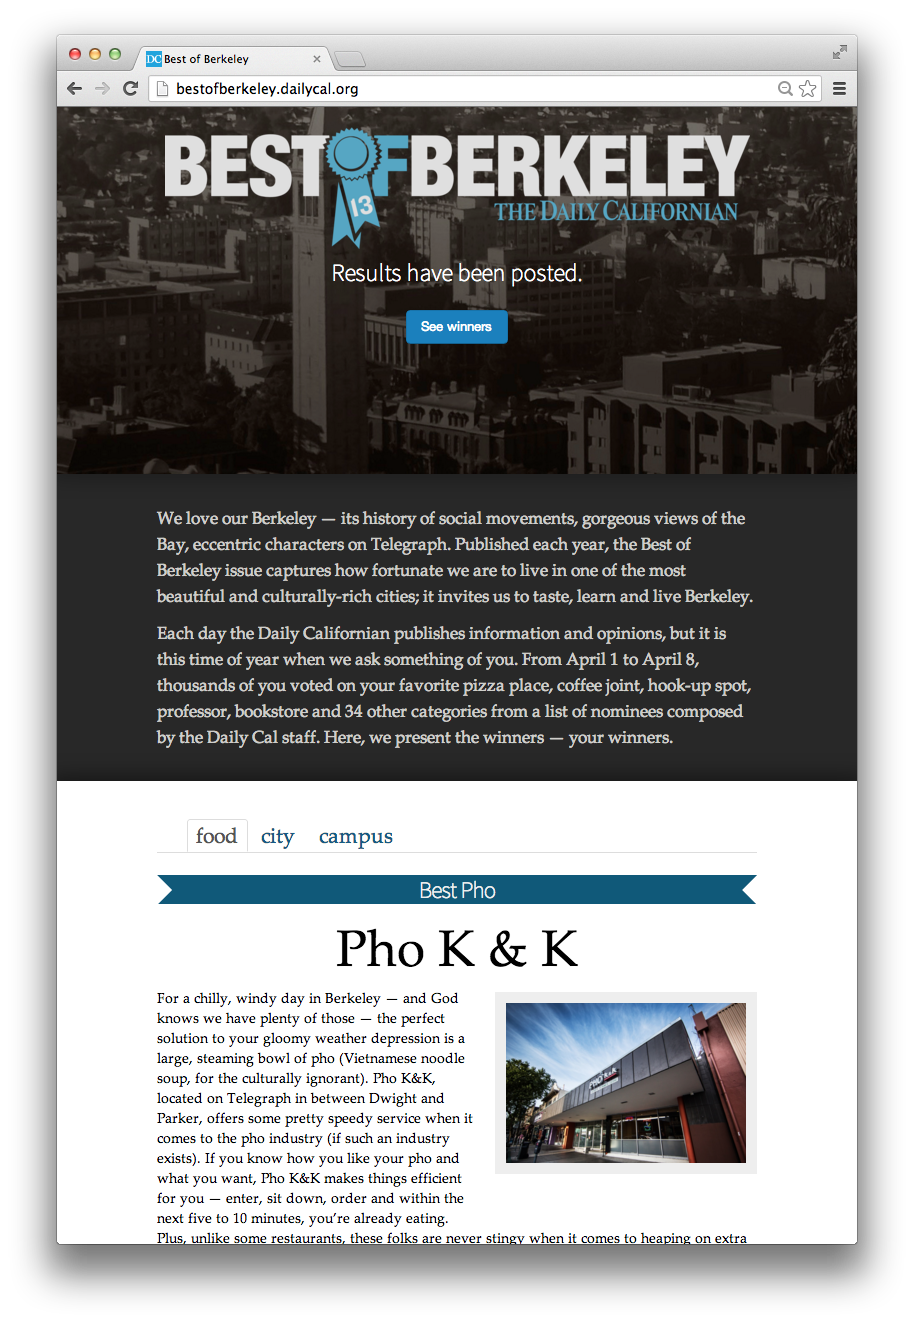 DC Best of Berkeley
bestofberkeley.dailycal.org
BEST OF BERKELEY
13
THE DAILY CALIFORNIAN
Results have been posted.
See winners
We love our Berkeley — its history of social movements, gorgeous views of the
Bay, eccentric characters on Telegraph. Published each year, the Best of
Berkeley issue captures how fortunate we are to live in one of the most
beautiful and culturally-rich cities; it invites us to taste, learn and live Berkeley.
Each day the Daily Californian publishes information and opinions, but it is
this time of year when we ask something of you. From April 1 to April 8,
thousands of you voted on your favorite pizza place, coffee joint, hook-up spot,
professor, bookstore and 34 other categories from a list of nominees composed
by the Daily Cal staff. Here, we present the winners — your winners.
food city campus
Best Pho
Pho K & K
For a chilly, windy day in Berkeley — and God
knows we have plenty of those — the perfect
solution to your gloomy weather depression is a
large, steaming bowl of pho (Vietnamese noodle
soup, for the culturally ignorant). Pho K&K,
located on Telegraph in between Dwight and
Parker, offers some pretty speedy service when it
comes to the pho industry (if such an industry
exists). If you know how you like your pho and
what you want, Pho K&K makes things efficient
for you — enter, sit down, order and within the
next five to 10 minutes, you're already eating.
Plus, unlike some restaurants, these folks are never stingy when it comes to heaping on extra
PHO K&K